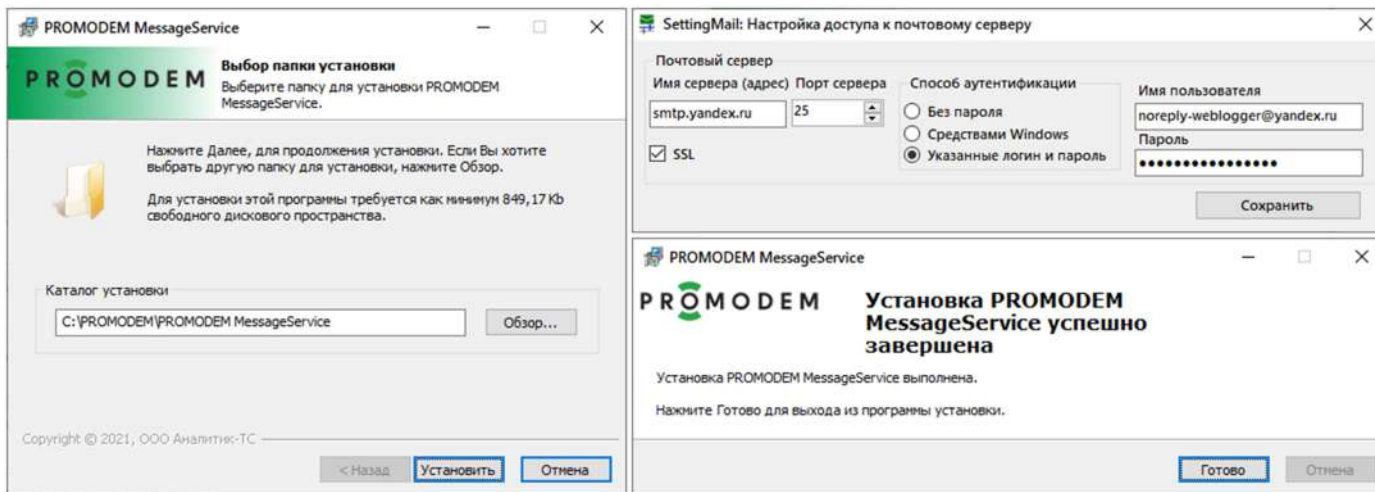 PROMODEM MessageService
PROMODEM
Выбор папки установки
Выберите папку для установки PROMODEM
MessageService.
Нажмите Далее, для продолжения установки. Если Вы хотите
выбрать другую папку для установки, нажмите Обзор.
Для установки этой программы требуется как минимум 849,17 Kb
свободного дискового пространства.
Каталог установки
C:\PROMODEM\PROMODEM MessageService
Обзор...
Copyright © 2021, ООО Аналитик-ТС
< Назад Установить Отмена
SettingMail: Настройка доступа к почтовому серверу
Почтовый сервер
Имя сервера (адрес) Порт сервера
smtp.yandex.ru 25
SSL
Способ аутентификации
Без пароля
Средствами Windows
Указанные логин и пароль
Имя пользователя
noreply-weblogger@yandex.ru
Пароль
••••••••••••••••
Сохранить
PROMODEM MessageService
PROMODEM
Установка PROMODEM
MessageService успешно
завершена
Установка PROMODEM MessageService выполнена.
Нажмите Готово для выхода из программы установки.
Готово Отмена